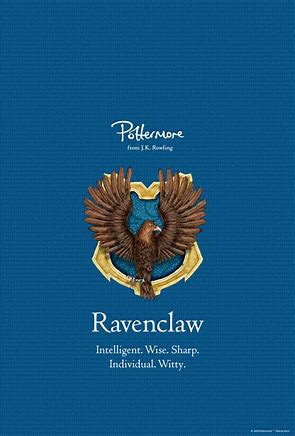 Pottermore
from J.K. Rowling
Ravenclaw
Intelligent. Wise. Sharp.
Individual. Witty.